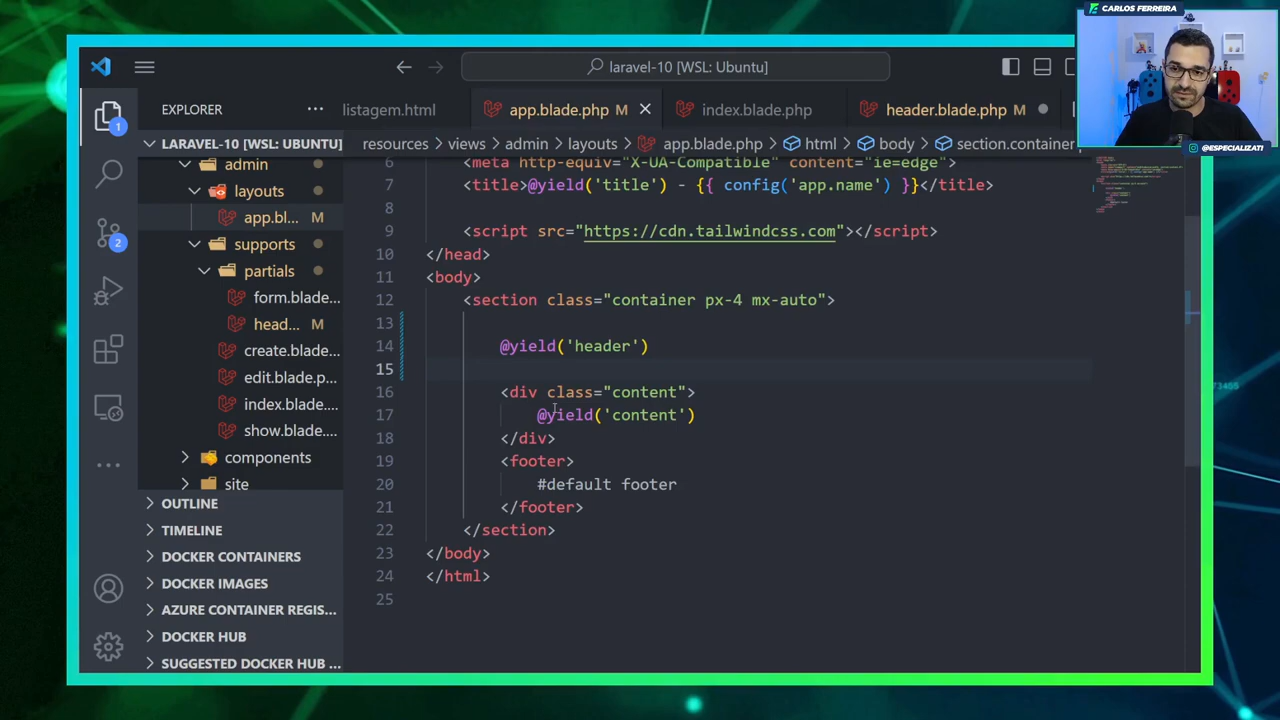 CARLOS FERREIRA
@ESPECIALIZATI
laravel-10 [WSL: Ubuntu]
EXPLORER
listagem.html
app.blade.php M
index.blade.php
header.blade.php M
LARAVEL-10 [WSL: UBUNTU]
resources > views > admin > layouts > app.blade.php > html > body > section.container
1
2
admin
layouts
app.bl... M
supports
partials
form.blade...
head... M
create.blade...
edit.blade.p...
index.blade....
show.blade....
components
site
OUTLINE
TIMELINE
DOCKER CONTAINERS
DOCKER IMAGES
AZURE CONTAINER REGIS...
DOCKER HUB
SUGGESTED DOCKER HUB ...
6 <meta http-equiv="X-UA-Compatible" content="ie=edge">
7 <title>@yield('title') - {{ config('app.name') }}</title>
8
9 <script src="https://cdn.tailwindcss.com"></script>
10 </head>
11 <body>
12 <section class="container px-4 mx-auto">
13
14 @yield('header')
15
16 <div class="content">
17 @yield('content')
18 </div>
19 <footer>
20 #default footer
21 </footer>
22 </section>
23 </body>
24 </html>
25